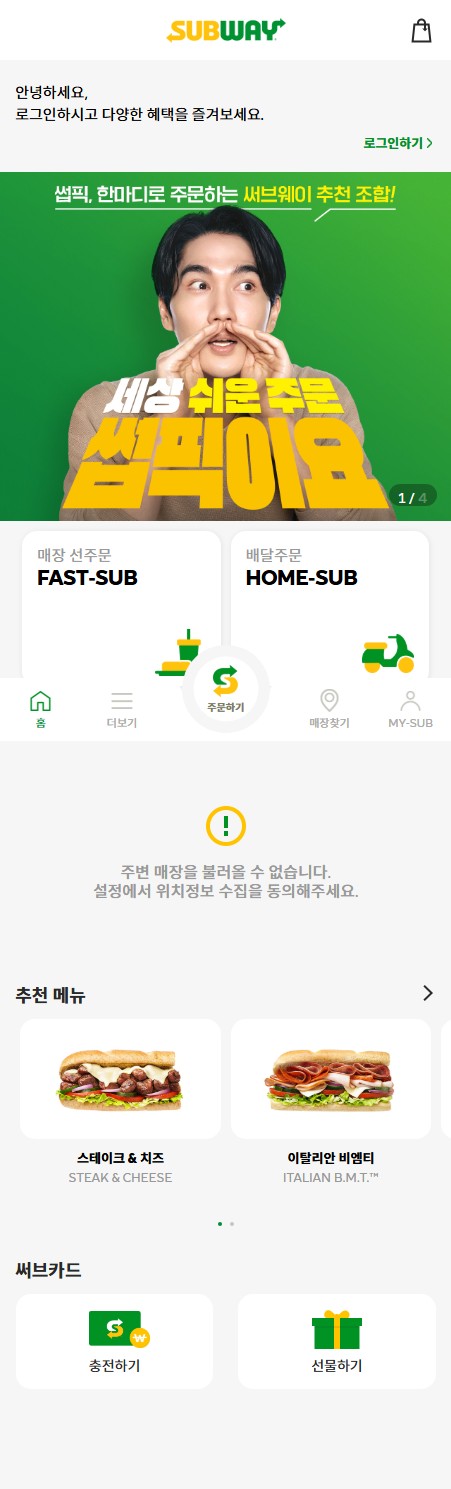 SUBWAY
안녕하세요,
로그인하시고 다양한 혜택을 즐겨보세요.
로그인하기
썹픽, 한마디로 주문하는 써브웨이 추천 조합!
세상 쉬운 주문
썹픽이요
1 / 4
매장 선주문
FAST-SUB
배달주문
HOME-SUB
홈
더보기
주문하기
매장찾기
MY-SUB
주변 매장을 불러올 수 없습니다.
설정에서 위치정보 수집을 동의해주세요.
추천 메뉴
스테이크 & 치즈
STEAK & CHEESE
이탈리안 비엠티
ITALIAN B.M.T.™
써브카드
충전하기
선물하기